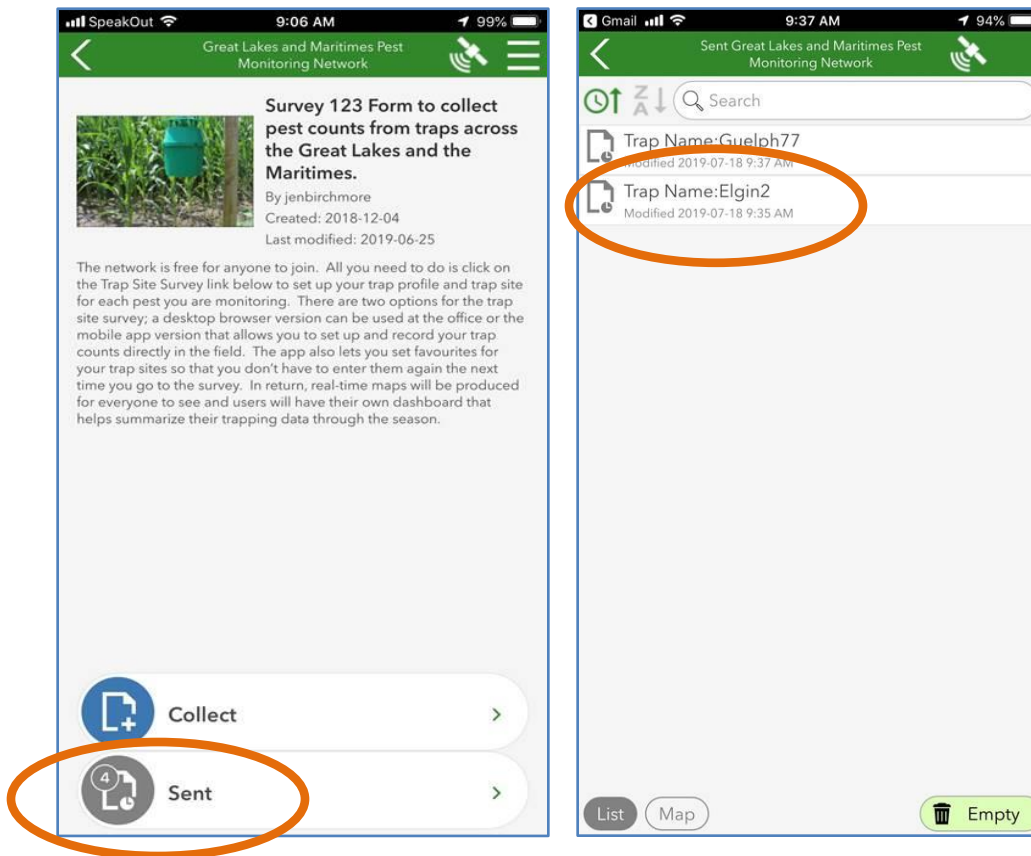 SpeakOut 9:06 AM 99%
Great Lakes and Maritimes Pest
Monitoring Network
Survey 123 Form to collect
pest counts from traps across
the Great Lakes and the
Maritimes.
By jenbirchmore
Created: 2018-12-04
Last modified: 2019-06-25
The network is free for anyone to join. All you need to do is click on
the Trap Site Survey link below to set up your trap profile and trap site
for each pest you are monitoring. There are two options for the trap
site survey; a desktop browser version can be used at the office or the
mobile app version that allows you to set up and record your trap
counts directly in the field. The app also lets you set favourites for
your trap sites so that you don't have to enter them again the next
time you go to the survey. In return, real-time maps will be produced
for everyone to see and users will have their own dashboard that
helps summarize their trapping data through the season.
Collect
4
Sent
Gmail 9:37 AM 94%
Sent Great Lakes and Maritimes Pest
Monitoring Network
Z
A
Search
Trap Name:Guelph77
Modified 2019-07-18 9:37 AM
Trap Name:Elgin2
Modified 2019-07-18 9:35 AM
List Map Empty